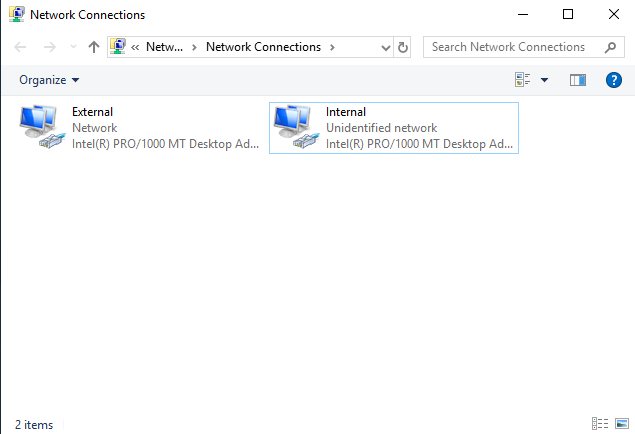 Network Connections
« Netw... › Network Connections ›
Search Network Connections
Organize
External
Network
Intel(R) PRO/1000 MT Desktop Ad...
Internal
Unidentified network
Intel(R) PRO/1000 MT Desktop Ad...
2 items